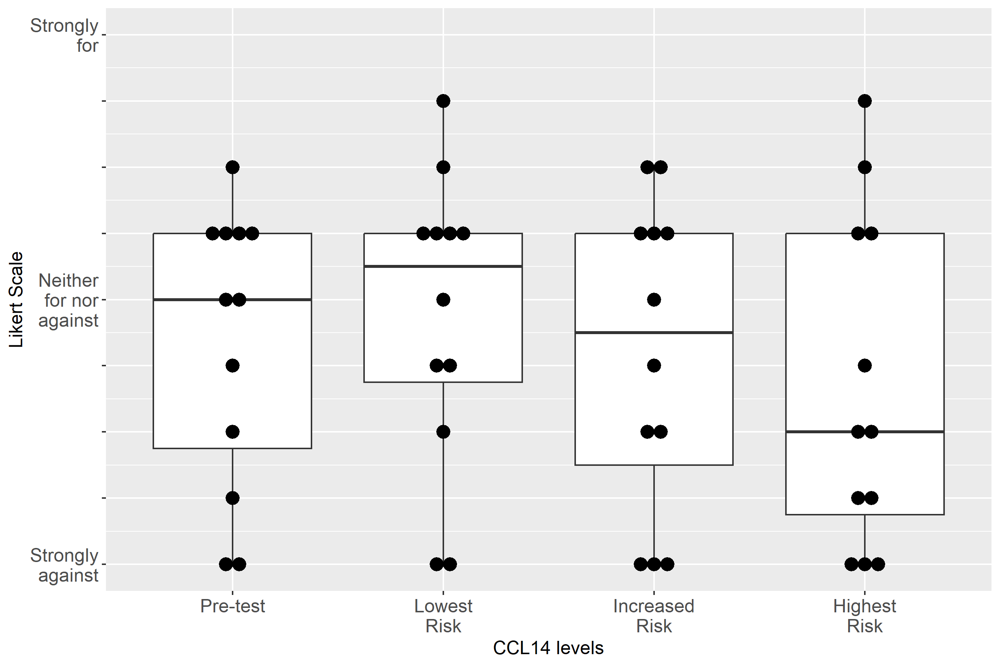 Strongly
for
Neither
for nor
against
Strongly
against
Likert Scale
Pre-test
Lowest
Risk
Increased
Risk
Highest
Risk
CCL14 levels